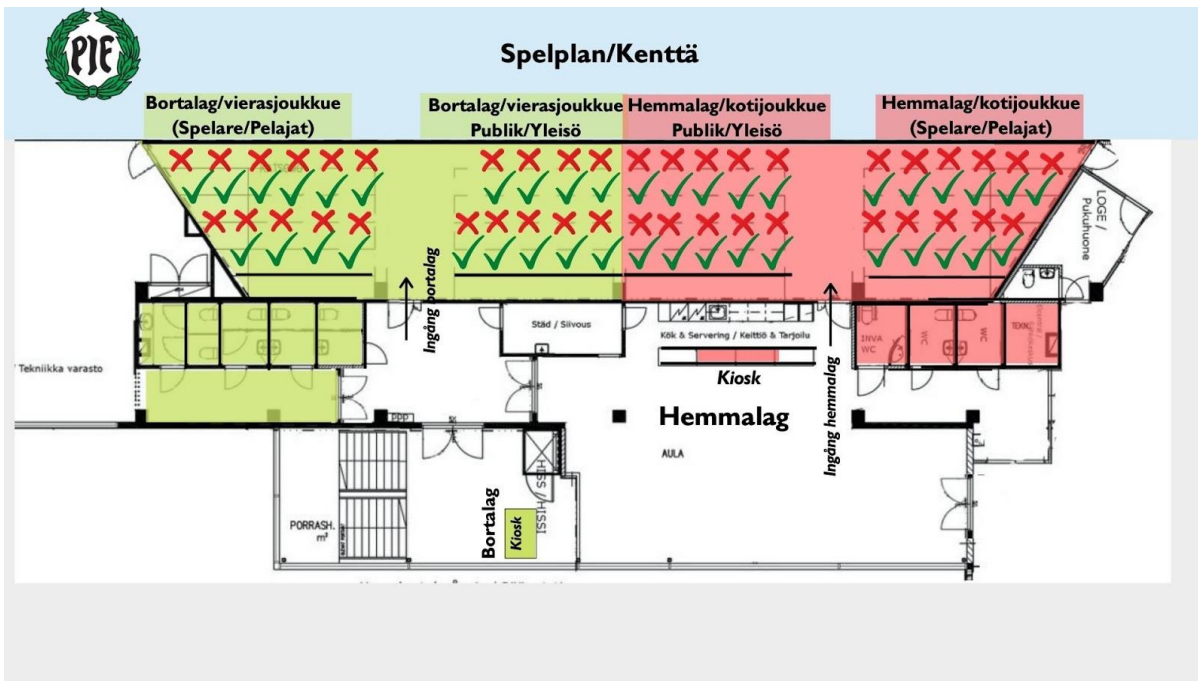 PIF
Spelplan/Kenttä
Bortalag/vierasjoukkue
(Spelare/Pelajat)
Bortalag/vierasjoukkue
Publik/Yleisö
Hemmalag/kotijoukkue
Publik/Yleisö
Hemmalag/kotijoukkue
(Spelare/Pelajat)
LOGE /
Pukuhuone
Ingång bortalag
Städ / Siivous
Kök & Servering / Keittiö & Tarjoilu
Kiosk
Ingång hemmalag
INVA
WC
WC
WC
TEKN.
/ Tekniikka varasto
Hemmalag
AULA
HISS / HISSI
PORRASH.
m²
Bortalag
Kiosk